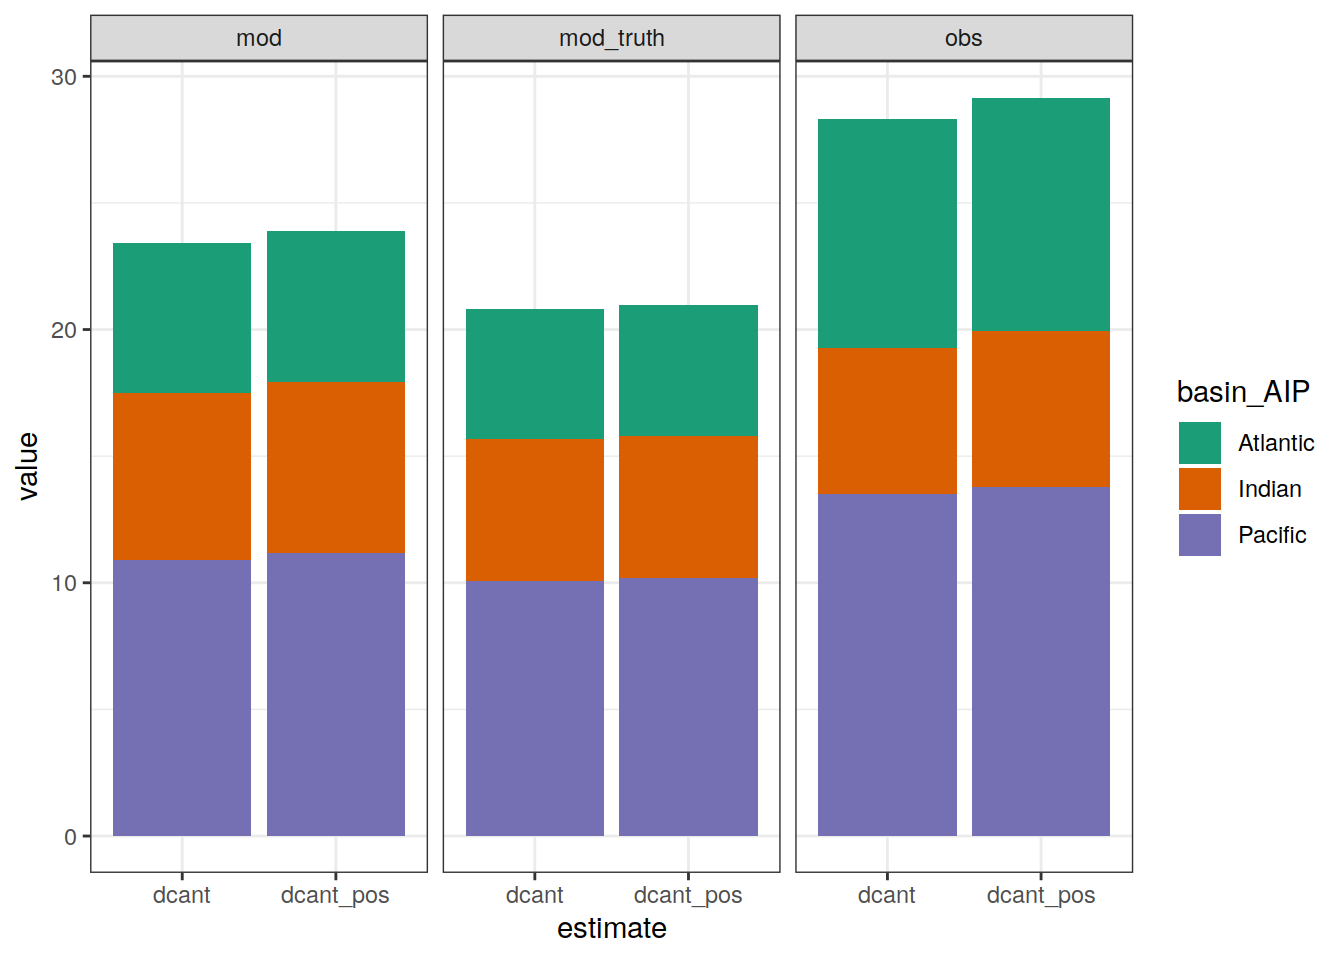 mod
mod_truth
obs
30
20
10
0
value
dcant
dcant_pos
dcant
dcant_pos
dcant
dcant_pos
estimate
basin_AIP
Atlantic
Indian
Pacific